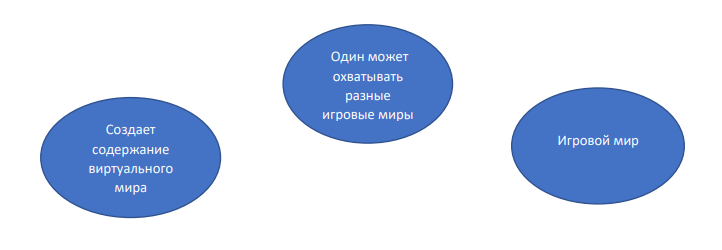 Создает
содержание
виртуального
мира
Один может
охватывать
разные
игровые миры
Игровой мир